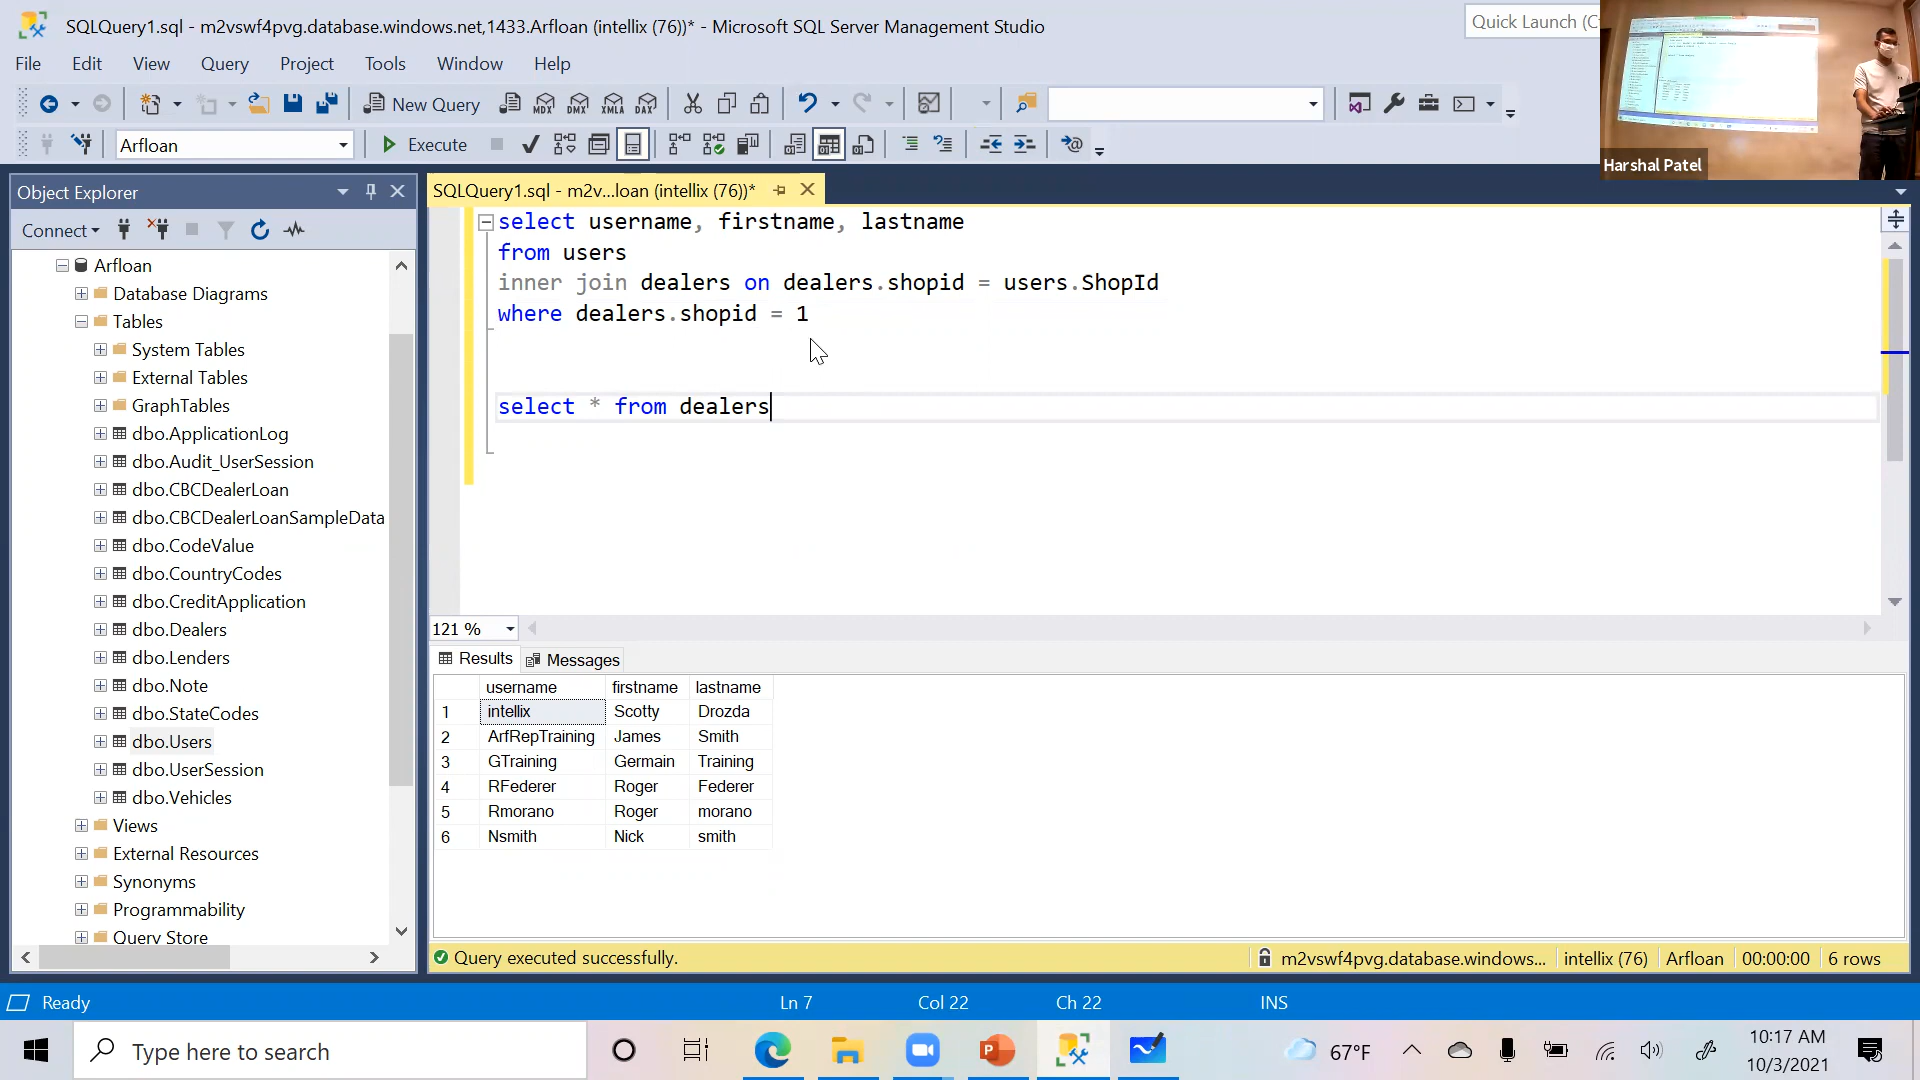 SQLQuery1.sql - m2vswf4pvg.database.windows.net,1433.Arfloan (intellix (76))* - Microsoft SQL Server Management Studio
Quick Launch (C
File Edit View Query Project Tools Window Help
New Query MDX DMX XMLA DAX
Arfloan Execute
Harshal Patel
Object Explorer
Connect
Arfloan
Database Diagrams
Tables
System Tables
External Tables
GraphTables
dbo.ApplicationLog
dbo.Audit_UserSession
dbo.CBCDealerLoan
dbo.CBCDealerLoanSampleData
dbo.CodeValue
dbo.CountryCodes
dbo.CreditApplication
dbo.Dealers
dbo.Lenders
dbo.Note
dbo.StateCodes
dbo.Users
dbo.UserSession
dbo.Vehicles
Views
External Resources
Synonyms
Programmability
Query Store
SQLQuery1.sql - m2v...loan (intellix (76))*
select username, firstname, lastname
from users
inner join dealers on dealers.shopid = users.ShopId
where dealers.shopid = 1
select * from dealers
121 %
Results Messages
username firstname lastname
1 intellix Scotty Drozda
2 ArfRepTraining James Smith
3 GTraining Germain Training
4 RFederer Roger Federer
5 Rmorano Roger morano
6 Nsmith Nick smith
Query executed successfully. m2vswf4pvg.database.windows... intellix (76) Arfloan 00:00:00 6 rows
Ready Ln 7 Col 22 Ch 22 INS
Type here to search
67°F
10:17 AM
10/3/2021